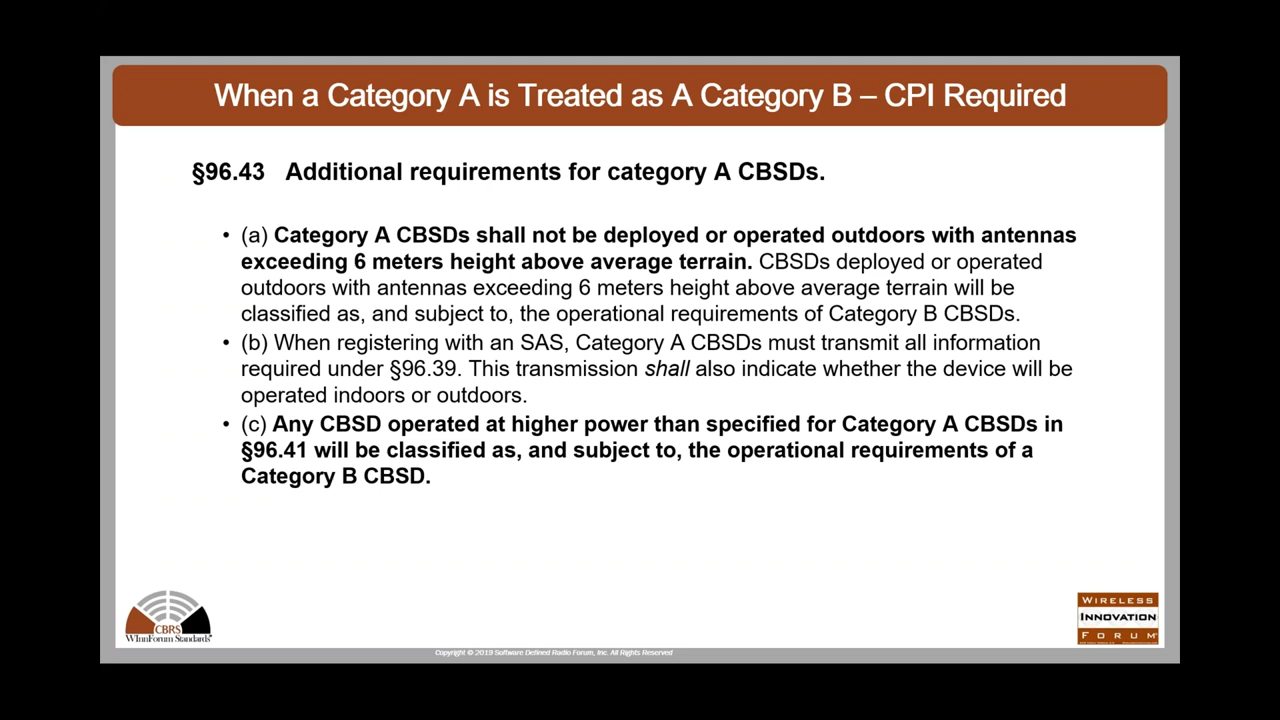 When a Category A is Treated as A Category B – CPI Required
§96.43 Additional requirements for category A CBSDs.
• (a) Category A CBSDs shall not be deployed or operated outdoors with antennas
exceeding 6 meters height above average terrain. CBSDs deployed or operated
outdoors with antennas exceeding 6 meters height above average terrain will be
classified as, and subject to, the operational requirements of Category B CBSDs.
• (b) When registering with an SAS, Category A CBSDs must transmit all information
required under §96.39. This transmission shall also indicate whether the device will be
operated indoors or outdoors.
• (c) Any CBSD operated at higher power than specified for Category A CBSDs in
§96.41 will be classified as, and subject to, the operational requirements of a
Category B CBSD.
CBRS
WInnForum Standards
WIRELESS
INNOVATION
FORUM
Copyright © 2019 Software Defined Radio Forum, Inc. All Rights Reserved